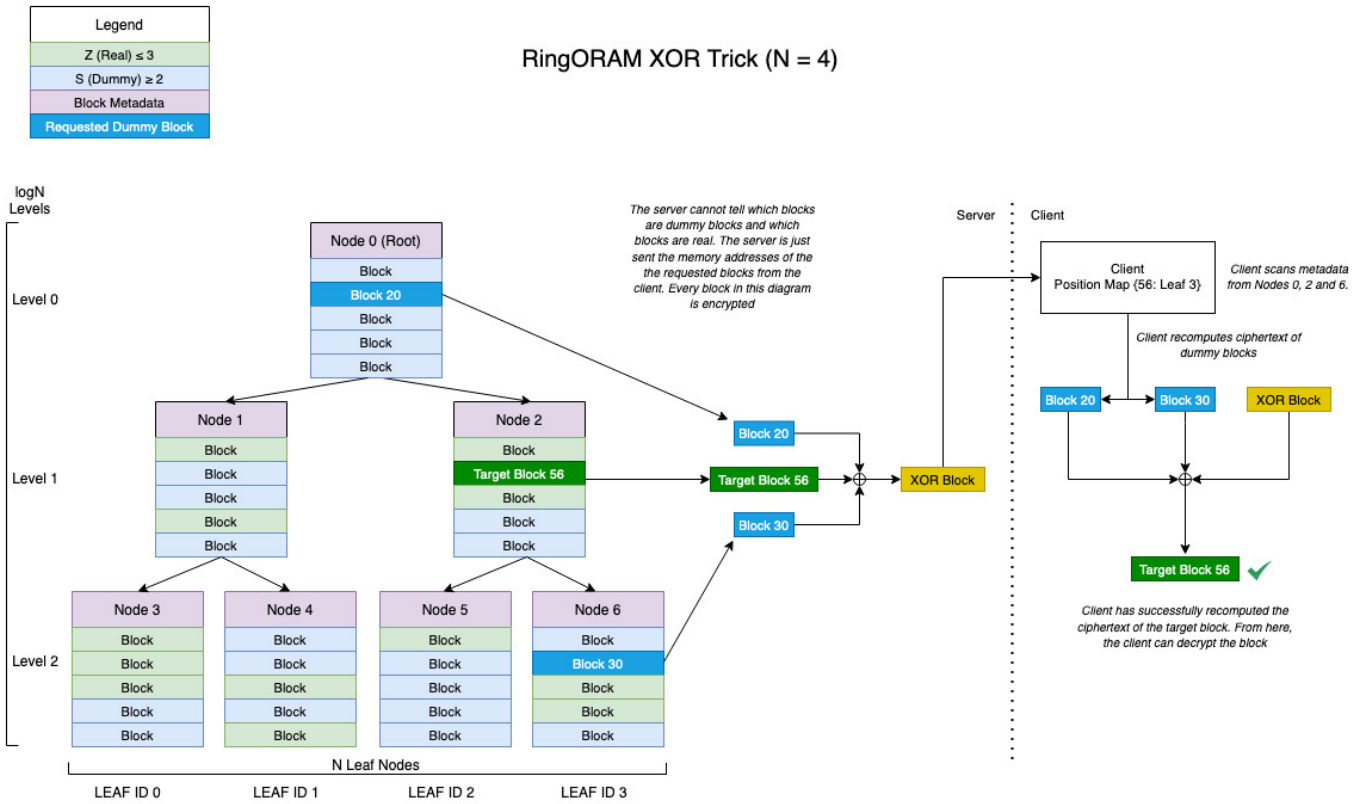 Legend
Z (Real) ≤ 3
S (Dummy) ≥ 2
Block Metadata
Requested Dummy Block
RingORAM XOR Trick (N = 4)
logN
Levels
Level 0
Level 1
Level 2
Node 0 (Root)
Block
Block 20
Block
Block
Block
Node 1
Block
Block
Block
Block
Block
Node 2
Block
Target Block 56
Block
Block
Block
Node 3
Block
Block
Block
Block
Block
Node 4
Block
Block
Block
Block
Block
Node 5
Block
Block
Block
Block
Block
Node 6
Block
Block 30
Block
Block
Block
N Leaf Nodes
LEAF ID 0
LEAF ID 1
LEAF ID 2
LEAF ID 3
The server cannot tell which blocks
are dummy blocks and which
blocks are real. The server is just
sent the memory addresses of the
the requested blocks from the
client. Every block in this diagram
is encrypted
Block 20
Target Block 56
Block 30
XOR Block
Server
Client
Client
Position Map {56: Leaf 3}
Client scans metadata
from Nodes 0, 2 and 6.
Client recomputes ciphertext of
dummy blocks
Block 20
Block 30
XOR Block
Target Block 56
Client has successfully recomputed the
ciphertext of the target block. From here,
the client can decrypt the block